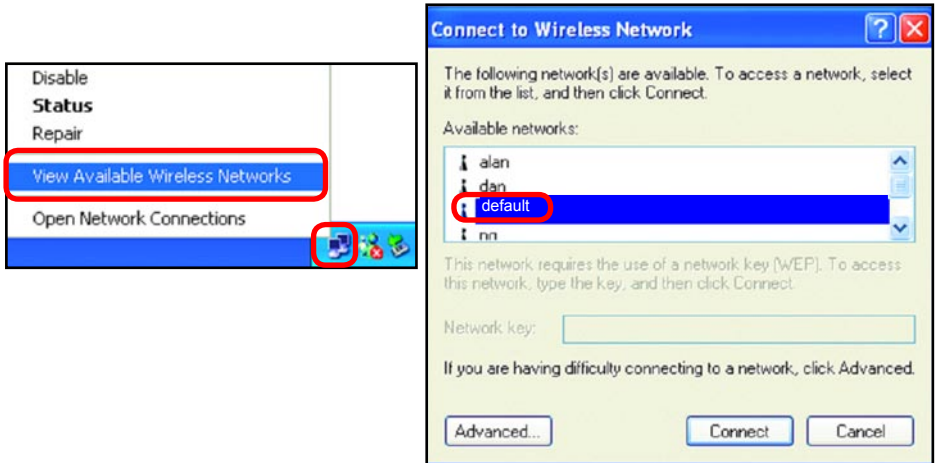 Disable
Status
Repair
View Available Wireless Networks
Open Network Connections
Connect to Wireless Network
The following network(s) are available. To access a network, select
it from the list, and then click Connect.
Available networks:
alan
dan
default
This network requires the use of a network key (WEP). To access
this network, type the key, and then click Connect.
Network key:
If you are having difficulty connecting to a network, click Advanced.
Advanced...
Connect
Cancel